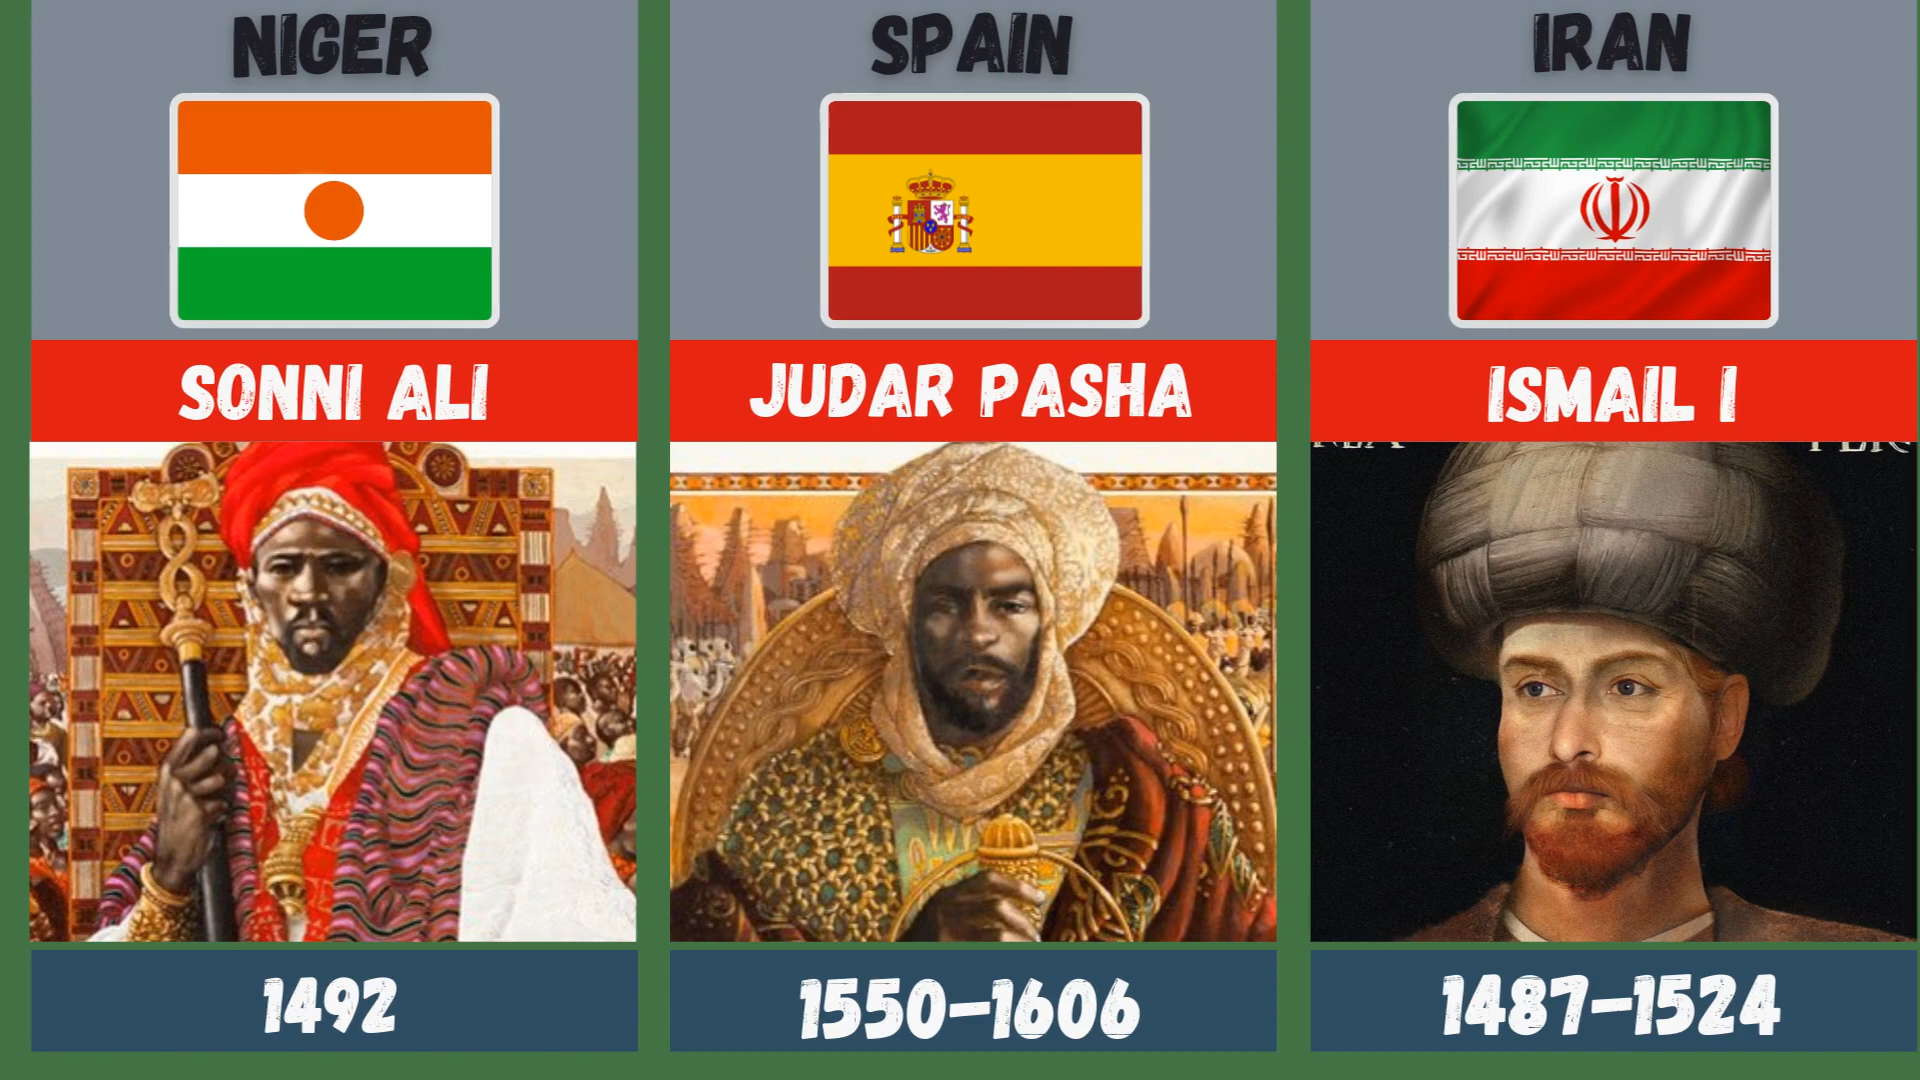 NIGER
SPAIN
IRAN
SONNI ALI
JUDAR PASHA
ISMAIL I
1492
1550-1606
1487-1524